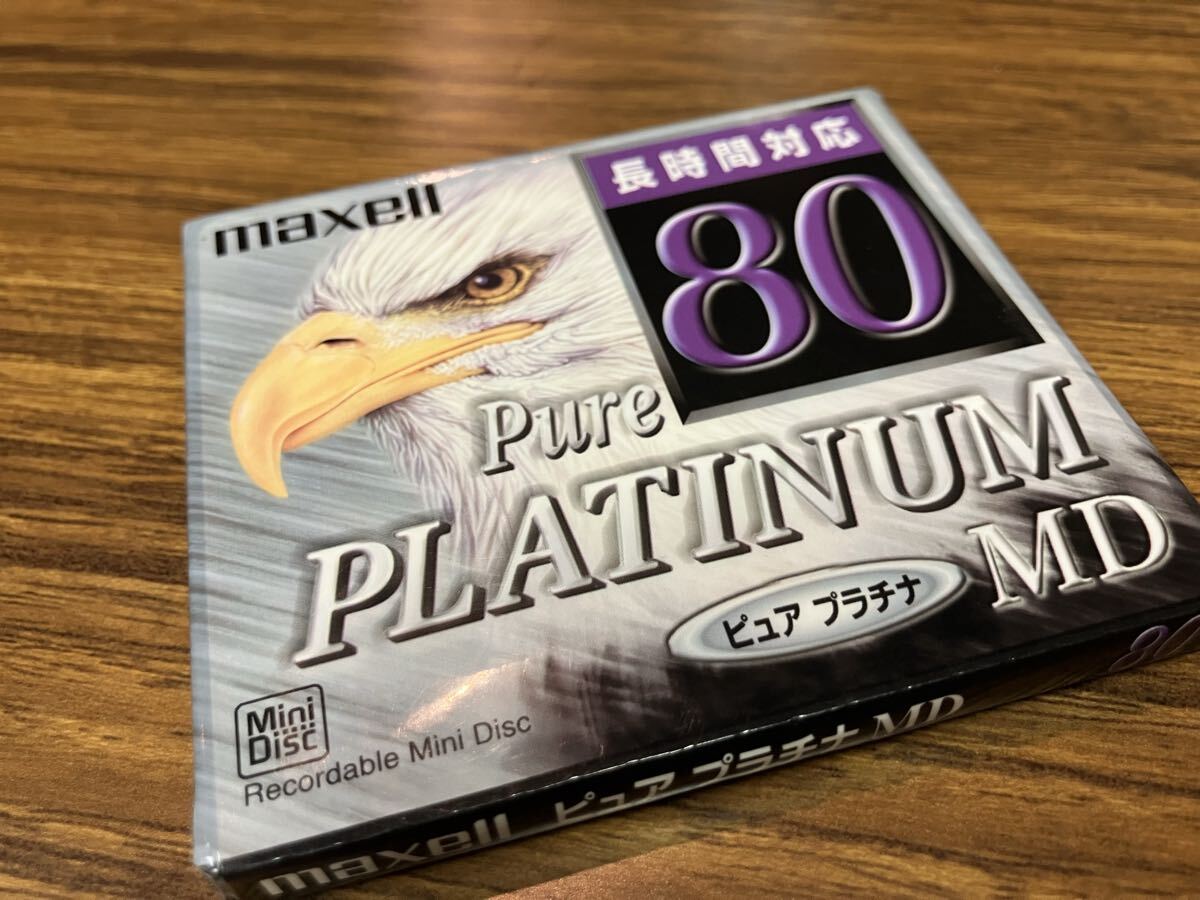 maxell
長時間対応
80
Pure
PLATINUM
MD
ピュア プラチナ
Mini Disc
Recordable Mini Disc
maxell ピュア プラチナ MD 80